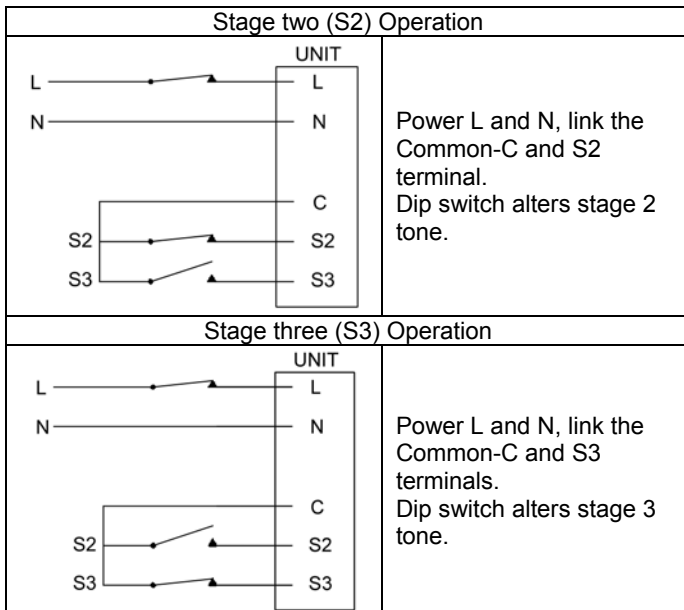 Stage two (S2) Operation
UNIT
L L
N N
C
S2 S2
S3 S3
Power L and N, link the
Common-C and S2
terminal.
Dip switch alters stage 2
tone.
Stage three (S3) Operation
UNIT
L L
N N
C
S2 S2
S3 S3
Power L and N, link the
Common-C and S3
terminals.
Dip switch alters stage 3
tone.